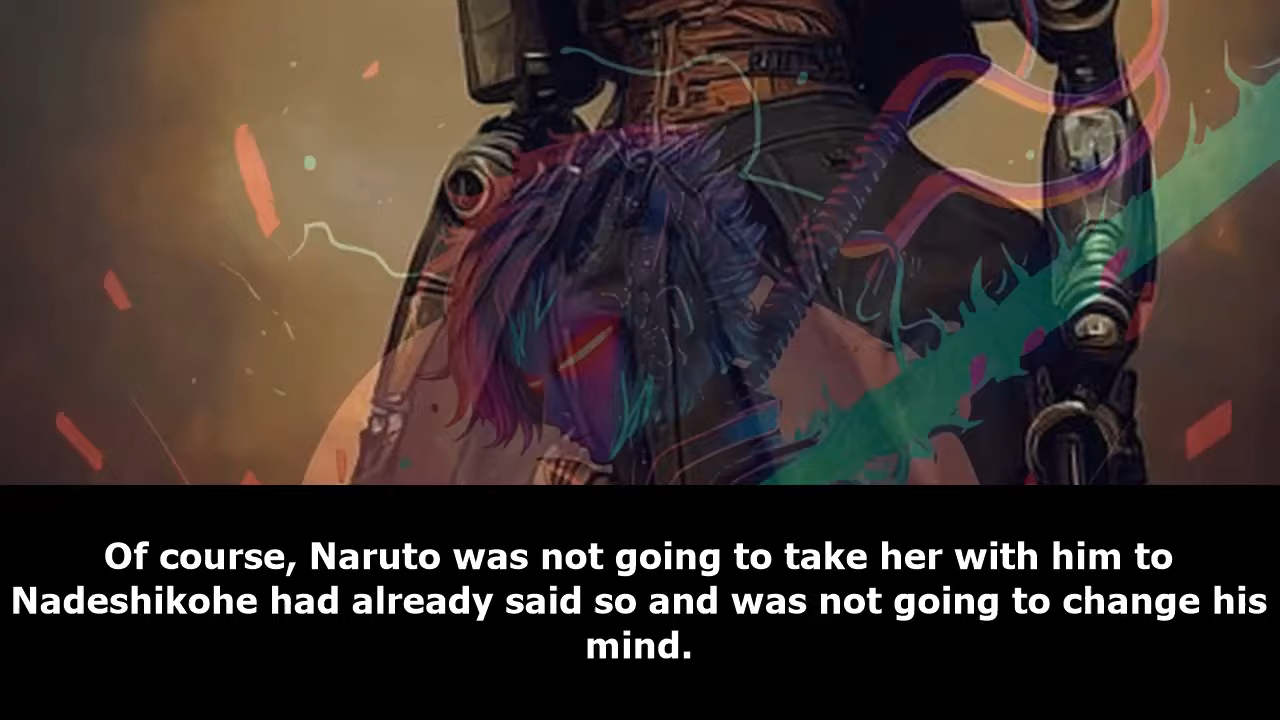 Of course, Naruto was not going to take her with him to
Nadeshikohe had already said so and was not going to change his
mind.